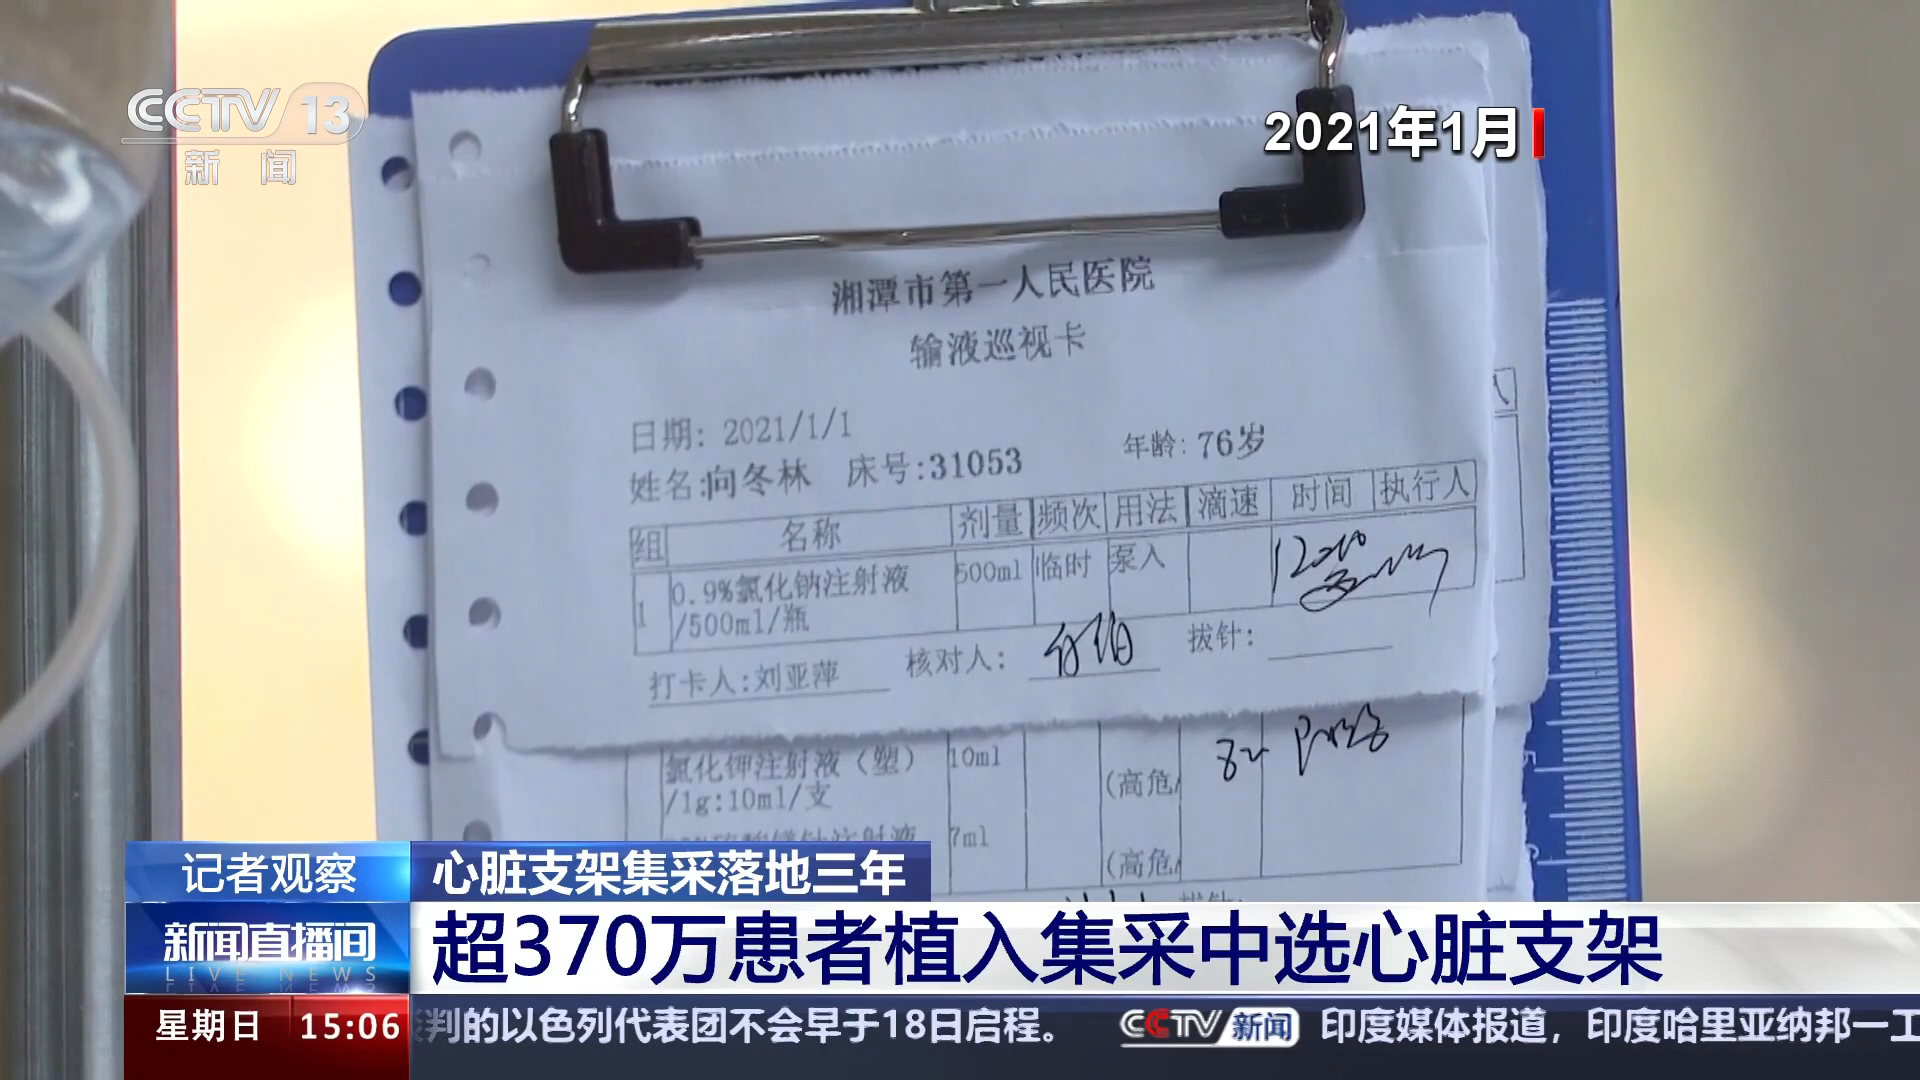 CCTV 13
新闻
2021年1月
湘潭市第一人民医院
输液巡视卡
日期: 2021/1/1
姓名:向冬林 床号:31053 年龄:76岁
组 名称 剂量 频次 用法 滴速 时间 执行人
1 0.9%氯化钠注射液 500ml 临时 泵入
/500ml/瓶
打卡人:刘亚萍 核对人: 拔针:
氯化钾注射液（塑） 10ml (高危
/1g:10ml/支
7ml (高危
记者观察 心脏支架集采落地三年
新闻直播间 超370万患者植入集采中选心脏支架
LIVE NEWS
星期日 15:06 判的以色列代表团不会早于18日启程。 CCTV新闻 印度媒体报道，印度哈里亚纳邦一工